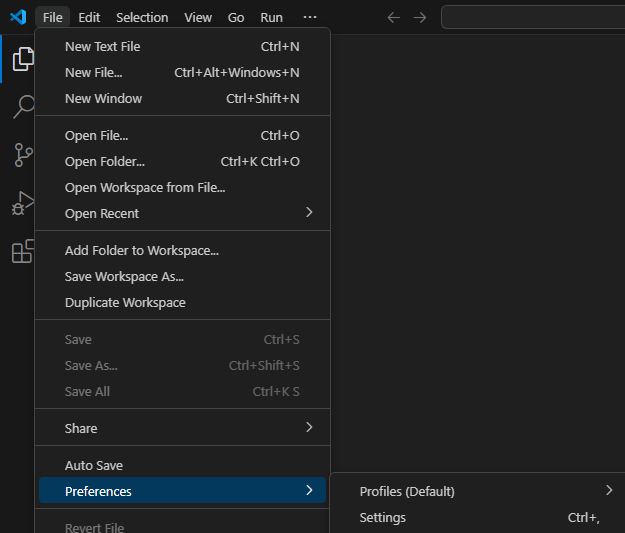 File Edit Selection View Go Run ...
New Text File Ctrl+N
New File... Ctrl+Alt+Windows+N
New Window Ctrl+Shift+N
Open File... Ctrl+O
Open Folder... Ctrl+K Ctrl+O
Open Workspace from File...
Open Recent
Add Folder to Workspace...
Save Workspace As...
Duplicate Workspace
Save Ctrl+S
Save As... Ctrl+Shift+S
Save All Ctrl+K S
Share
Auto Save
Preferences Profiles (Default)
Settings Ctrl+,
Revert File